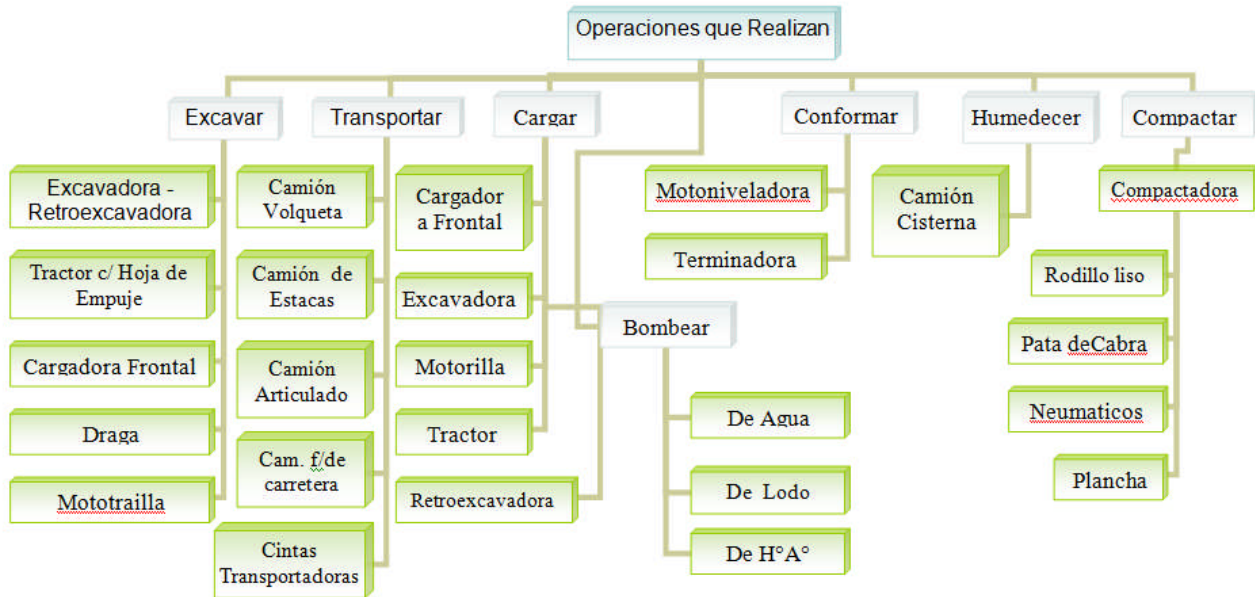 Operaciones que Realizan
Excavar
Transportar
Cargar
Conformar
Humedecer
Compactar
Excavadora -
Retroexcavadora
Tractor c/ Hoja de
Empuje
Cargadora Frontal
Draga
Mototrailla
Camión
Volqueta
Camión de
Estacas
Camión
Articulado
Cam. f/de
carretera
Cintas
Transportadoras
Cargador
a Frontal
Excavadora
Motorilla
Tractor
Retroexcavadora
Bombear
De Agua
De Lodo
De H°A°
Motoniveladora
Terminadora
Camión
Cisterna
Compactadora
Rodillo liso
Pata deCabra
Neumaticos
Plancha